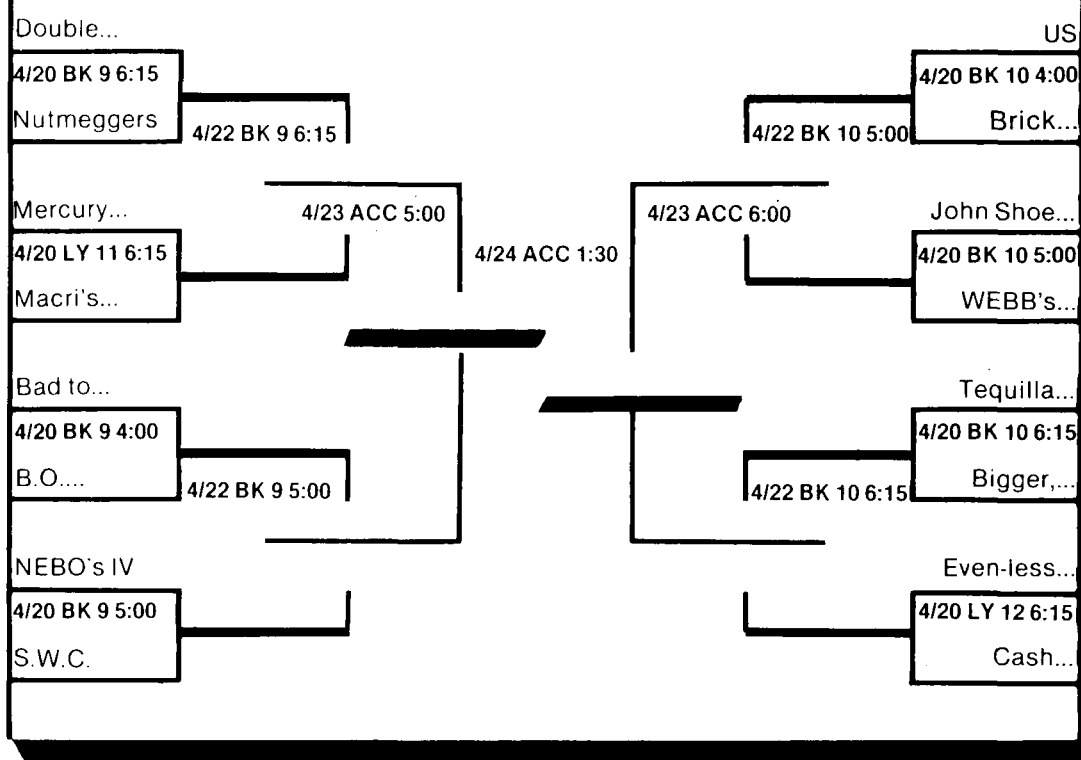 Double...
4/20 BK 9 6:15
Nutmeggers
4/22 BK 9 6:15
Mercury...
4/20 LY 11 6:15
Macri's...
4/23 ACC 5:00
Bad to...
4/20 BK 9 4:00
B.O....
4/22 BK 9 5:00
NEBO's IV
4/20 BK 9 5:00
S.W.C.
4/24 ACC 1:30
US
4/20 BK 10 4:00
Brick...
4/22 BK 10 5:00
John Shoe...
4/20 BK 10 5:00
WEBB's...
4/23 ACC 6:00
Tequilla...
4/20 BK 10 6:15
Bigger,...
4/22 BK 10 6:15
Even-less...
4/20 LY 12 6:15
Cash...